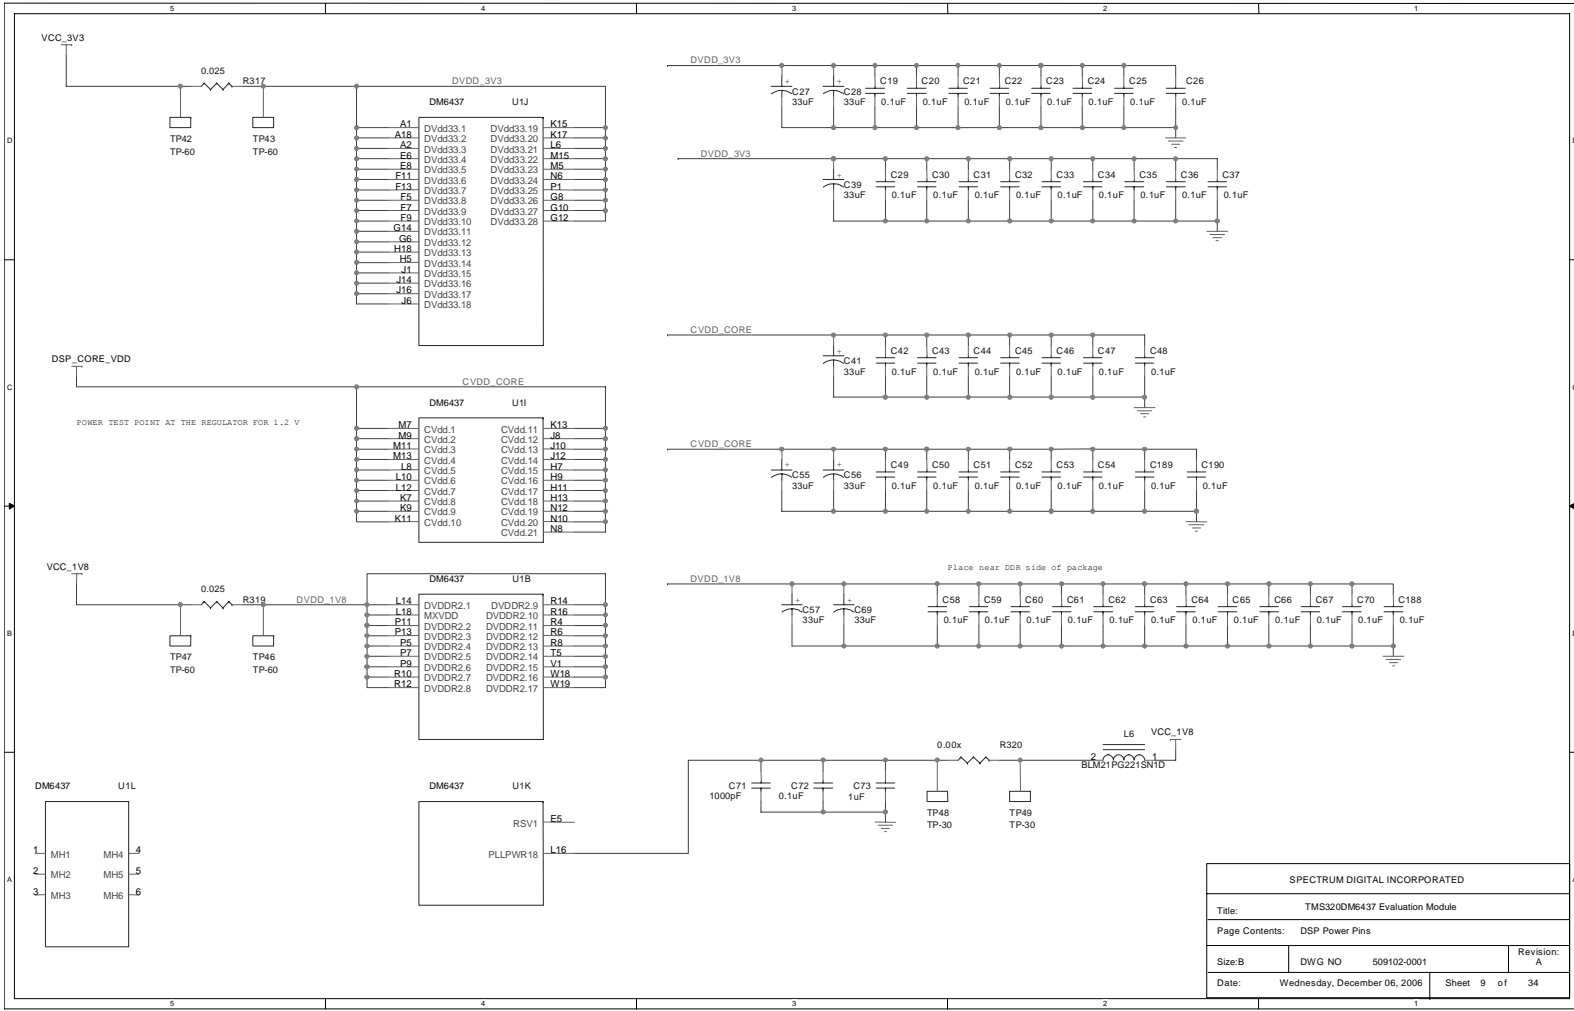 5 4 3 2 1
VCC_3V3
0.025
R317
DVDD_3V3
TP42
TP-60
TP43
TP-60
DM6437 U1J
A1 DVdd33.1 DVdd33.19 K15
A18 DVdd33.2 DVdd33.20 K17
A2 DVdd33.3 DVdd33.21 L6
E6 DVdd33.4 DVdd33.22 M15
E8 DVdd33.5 DVdd33.23 M5
F11 DVdd33.6 DVdd33.24 N6
F13 DVdd33.7 DVdd33.25 P1
F5 DVdd33.8 DVdd33.26 G8
F7 DVdd33.9 DVdd33.27 G10
F9 DVdd33.10 DVdd33.28 G12
G14 DVdd33.11
G6 DVdd33.12
H18 DVdd33.13
H5 DVdd33.14
J1 DVdd33.15
J14 DVdd33.16
J16 DVdd33.17
J6 DVdd33.18
DVDD_3V3
+ +
C27 C28 C19 C20 C21 C22 C23 C24 C25 C26
33uF 33uF 0.1uF 0.1uF 0.1uF 0.1uF 0.1uF 0.1uF 0.1uF 0.1uF
DVDD_3V3
+
C39 C29 C30 C31 C32 C33 C34 C35 C36 C37
33uF 0.1uF 0.1uF 0.1uF 0.1uF 0.1uF 0.1uF 0.1uF 0.1uF 0.1uF
D D
CVDD_CORE
+
C41 C42 C43 C44 C45 C46 C47 C48
33uF 0.1uF 0.1uF 0.1uF 0.1uF 0.1uF 0.1uF 0.1uF
DSP_CORE_VDD
CVDD_CORE
POWER TEST POINT AT THE REGULATOR FOR 1.2 V
DM6437 U1I
M7 CVdd.1 CVdd.11 K13
M9 CVdd.2 CVdd.12 J8
M11 CVdd.3 CVdd.13 J10
M13 CVdd.4 CVdd.14 J12
L8 CVdd.5 CVdd.15 H7
L10 CVdd.6 CVdd.16 H9
L12 CVdd.7 CVdd.17 H11
K7 CVdd.8 CVdd.18 H13
K9 CVdd.9 CVdd.19 N12
K11 CVdd.10 CVdd.20 N10
CVdd.21 N8
CVDD_CORE
+ +
C55 C56 C49 C50 C51 C52 C53 C54 C189 C190
33uF 33uF 0.1uF 0.1uF 0.1uF 0.1uF 0.1uF 0.1uF 0.1uF 0.1uF
C C
VCC_1V8
0.025
R319
DVDD_1V8
TP47
TP-60
TP46
TP-60
DM6437 U1B
L14 DVDDR2.1 DVDDR2.9 R14
L18 MXVDD DVDDR2.10 R16
P11 DVDDR2.2 DVDDR2.11 R4
P13 DVDDR2.3 DVDDR2.12 R6
P5 DVDDR2.4 DVDDR2.13 R8
P7 DVDDR2.5 DVDDR2.14 T5
P9 DVDDR2.6 DVDDR2.15 V1
R10 DVDDR2.7 DVDDR2.16 W18
R12 DVDDR2.8 DVDDR2.17 W19
Place near DDR side of package
DVDD_1V8
+ +
C57 C69 C58 C59 C60 C61 C62 C63 C64 C65 C66 C67 C70 C188
33uF 33uF 0.1uF 0.1uF 0.1uF 0.1uF 0.1uF 0.1uF 0.1uF 0.1uF 0.1uF 0.1uF 0.1uF 0.1uF
B B
DM6437 U1L
1 MH1 MH4 4
2 MH2 MH5 5
3 MH3 MH6 6
DM6437 U1K
RSV1 E5
PLLPWR18 L16
C71 C72 C73
1000pF 0.1uF 1uF
0.00x R320
TP48
TP-30
TP49
TP-30
L6
VCC_1V8
2 1
BLM21PG221SN1D
A A
SPECTRUM DIGITAL INCORPORATED
Title: TMS320DM6437 Evaluation Module
Page Contents: DSP Power Pins
Size:B DWG NO 509102-0001 Revision: A
Date: Wednesday, December 06, 2006 Sheet 9 of 34
5 4 3 2 1